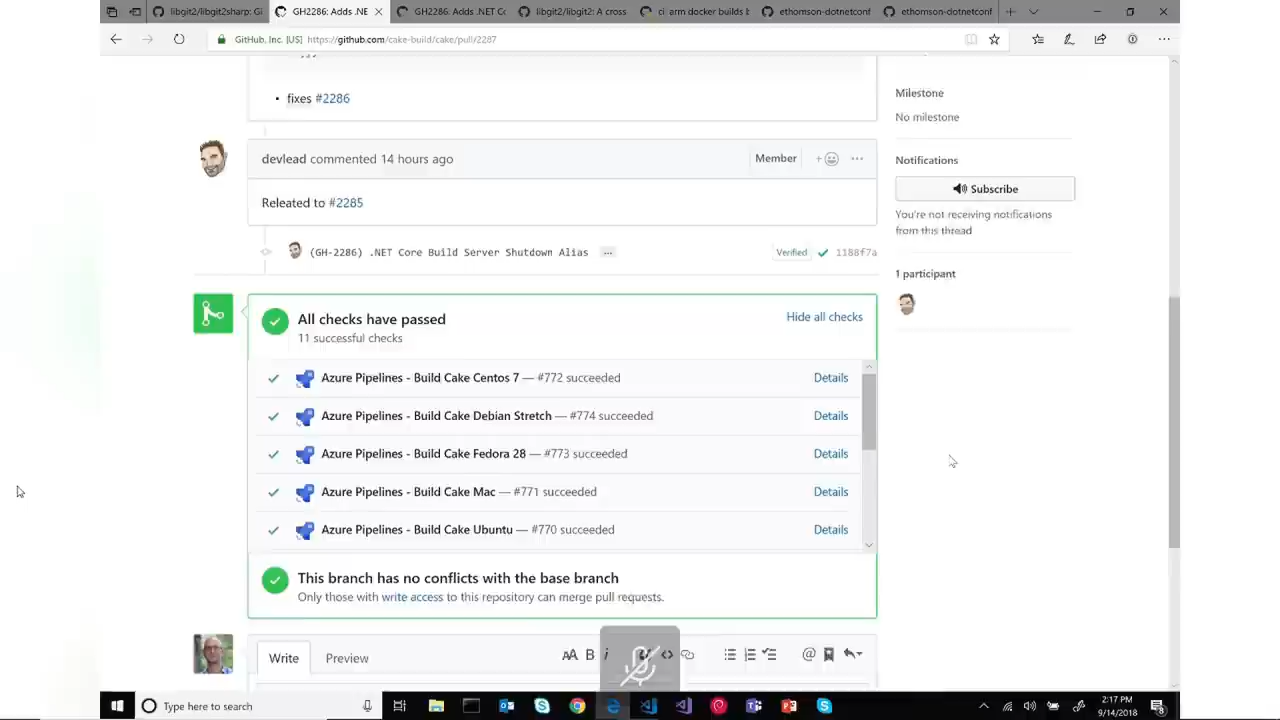 libgit2/libgit2sharp: Gi
GH2286: Adds .NE
GH2286: Adds .NET Co
libgit2/libgit2: A cross
ci arm docker builds b
ethomson-dotnetconf
ethomson-dotnetconf
GitHub, Inc. [US] https://github.com/cake-build/cake/pull/2287
fixes #2286
devlead commented 14 hours ago
Member
Releated to #2285
(GH-2286) .NET Core Build Server Shutdown Alias
Verified
1188f7a
All checks have passed
11 successful checks
Hide all checks
Azure Pipelines - Build Cake Centos 7 — #772 succeeded Details
Azure Pipelines - Build Cake Debian Stretch — #774 succeeded Details
Azure Pipelines - Build Cake Fedora 28 — #773 succeeded Details
Azure Pipelines - Build Cake Mac — #771 succeeded Details
Azure Pipelines - Build Cake Ubuntu — #770 succeeded Details
This branch has no conflicts with the base branch
Only those with write access to this repository can merge pull requests.
Write Preview
AA B i
Milestone
No milestone
Notifications
Subscribe
You're not receiving notifications
from this thread
1 participant
Type here to search
2:17 PM
9/14/2018